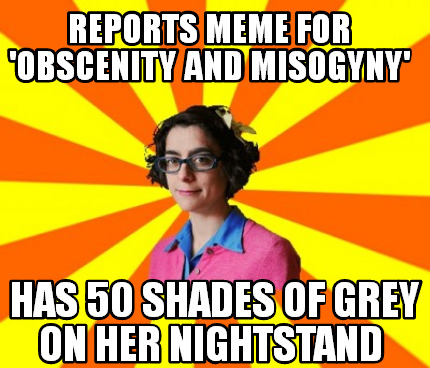 REPORTS MEME FOR
'OBSCENITY AND MISOGYNY'
HAS 50 SHADES OF GREY
ON HER NIGHTSTAND